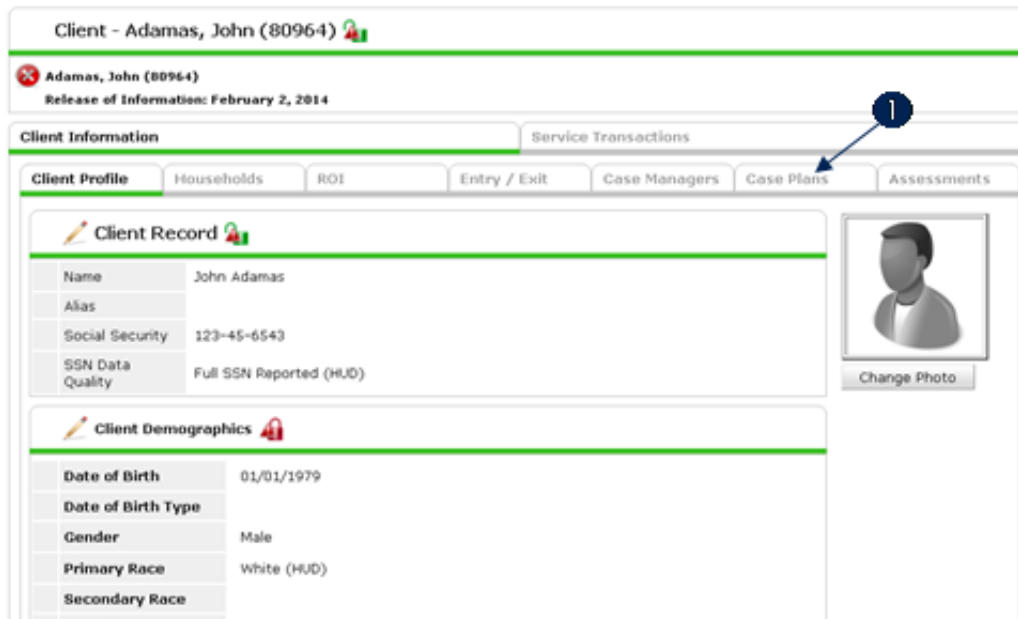 Client - Adamas, John (80964)
Adamas, John (80964)
Release of Information: February 2, 2014
1
Client Information Service Transactions
Client Profile Households ROI Entry / Exit Case Managers Case Plans Assessments
Client Record
Name John Adamas
Alias
Social Security 123-45-6543
SSN Data Quality Full SSN Reported (HUD)
Change Photo
Client Demographics
Date of Birth 01/01/1979
Date of Birth Type
Gender Male
Primary Race White (HUD)
Secondary Race